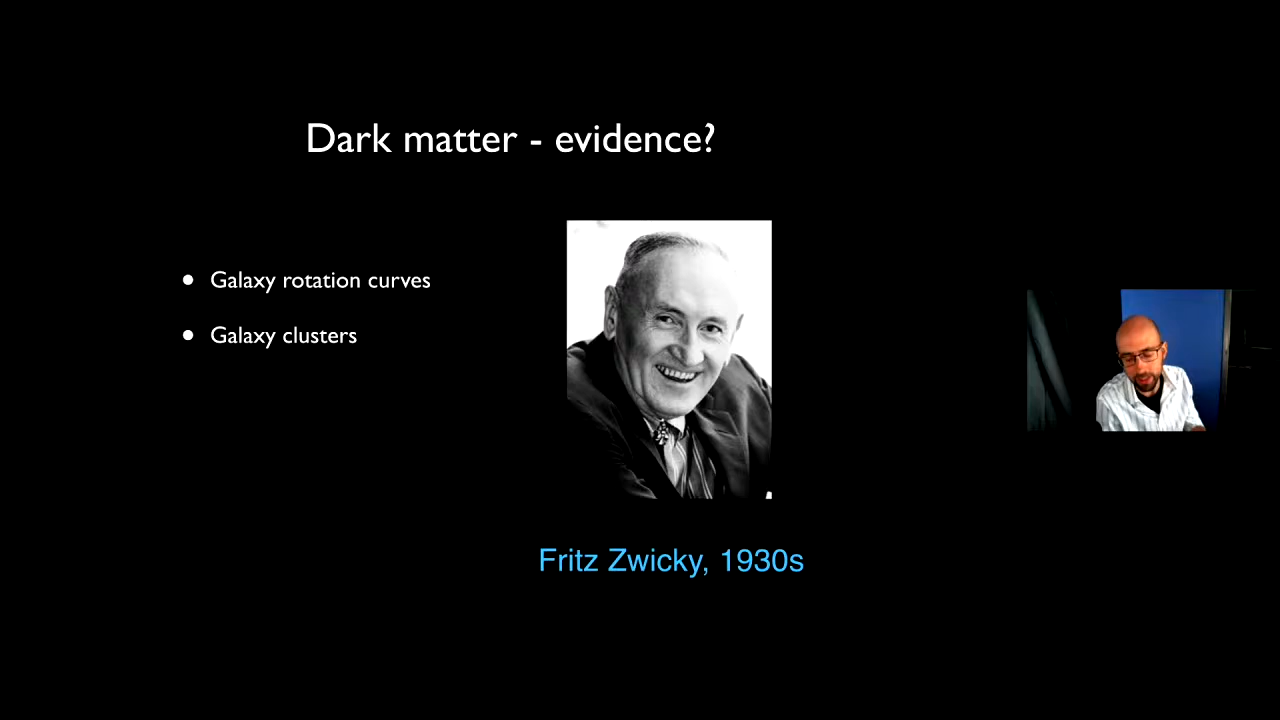 Dark matter - evidence?
Galaxy rotation curves
Galaxy clusters
Fritz Zwicky, 1930s